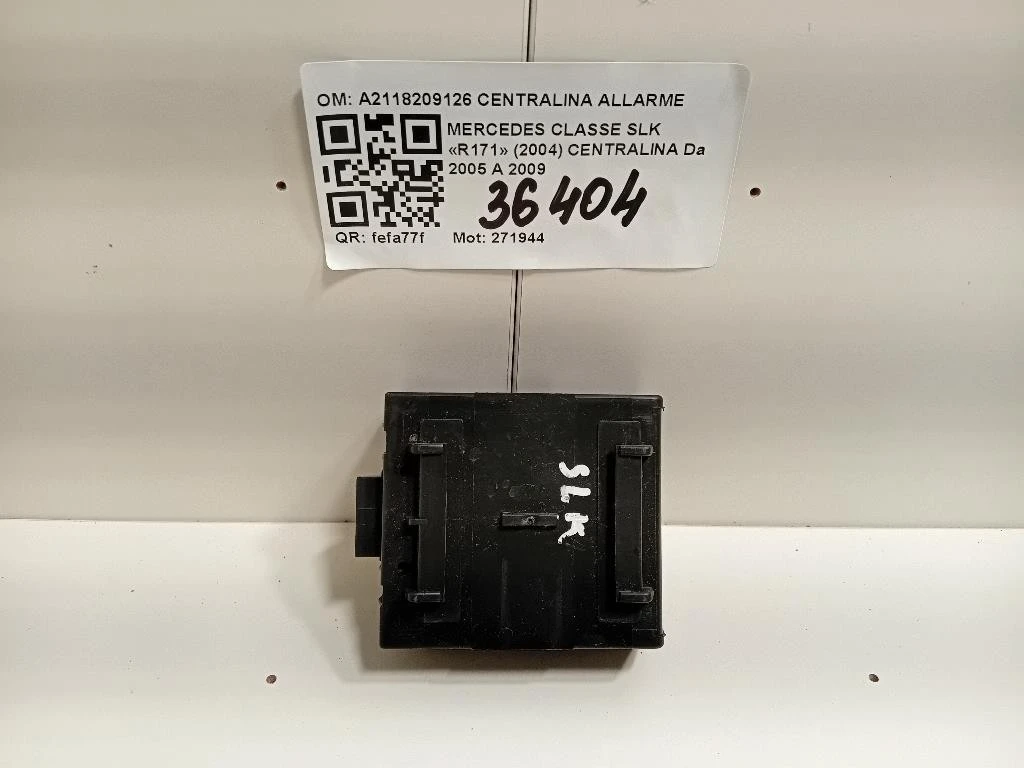 OM: A2118209126 CENTRALINA ALLARME
MERCEDES CLASSE SLK
«R171» (2004) CENTRALINA Da
2005 A 2009
36404
QR: fefa77f Mot: 271944
SLK